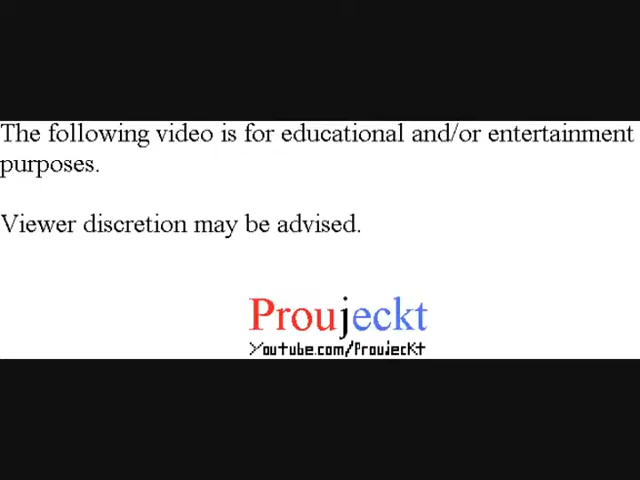 The following video is for educational and/or entertainment
purposes.
Viewer discretion may be advised.
Proujeckt
Youtube.com/ProujecKt